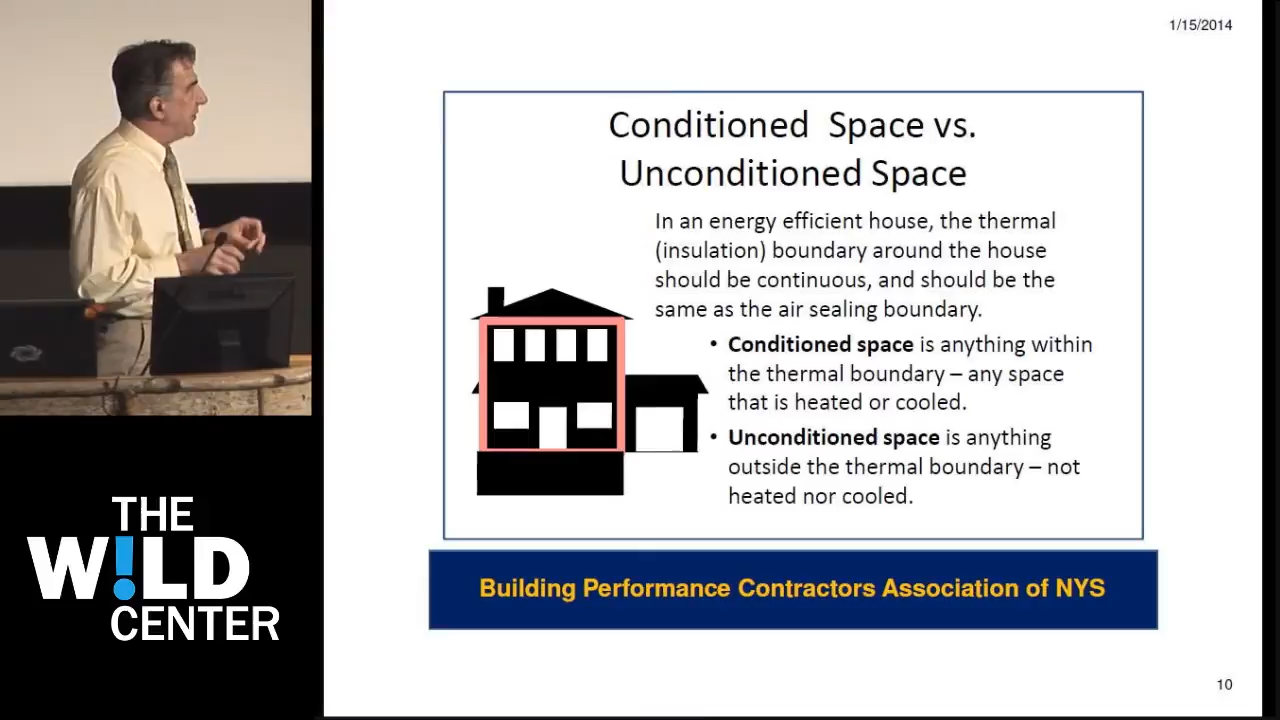 1/15/2014
Conditioned  Space vs.
Unconditioned Space
In an energy efficient house, the thermal
(insulation) boundary around the house
should be continuous, and should be the
same as the air sealing boundary.
• Conditioned space is anything within
the thermal boundary – any space
that is heated or cooled.
• Unconditioned space is anything
outside the thermal boundary – not
heated nor cooled.
Building Performance Contractors Association of NYS
10
THE
W!LD
CENTER